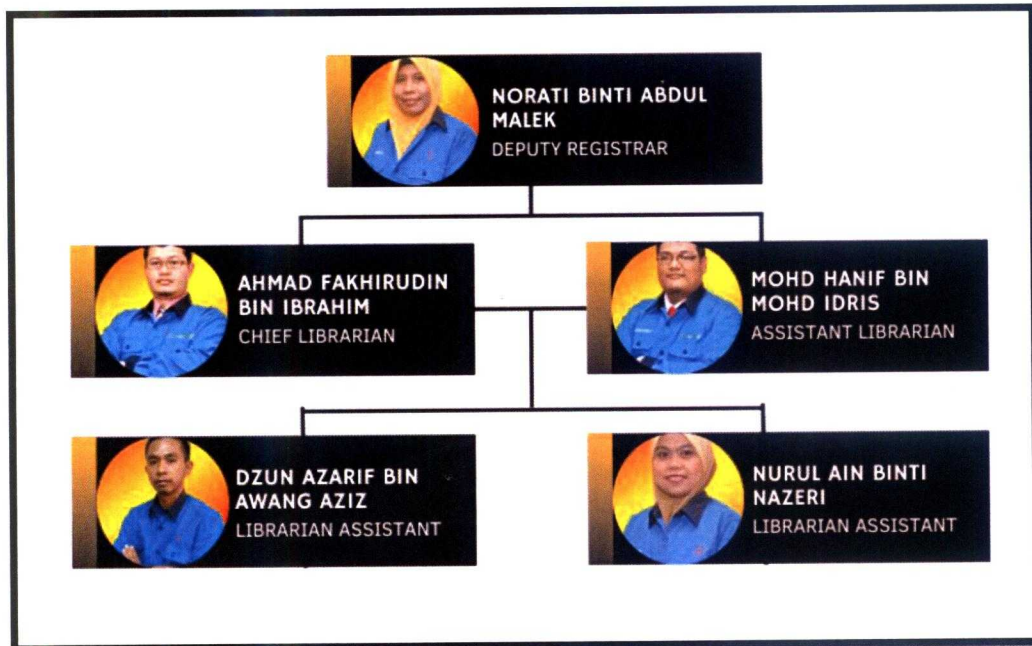 NORATI BINTI ABDUL
MALEK
DEPUTY REGISTRAR
AHMAD FAKHIRUDIN
BIN IBRAHIM
CHIEF LIBRARIAN
MOHD HANIF BIN
MOHD IDRIS
ASSISTANT LIBRARIAN
DZUN AZARIF BIN
AWANG AZIZ
LIBRARIAN ASSISTANT
NURUL AIN BINTI
NAZERI
LIBRARIAN ASSISTANT